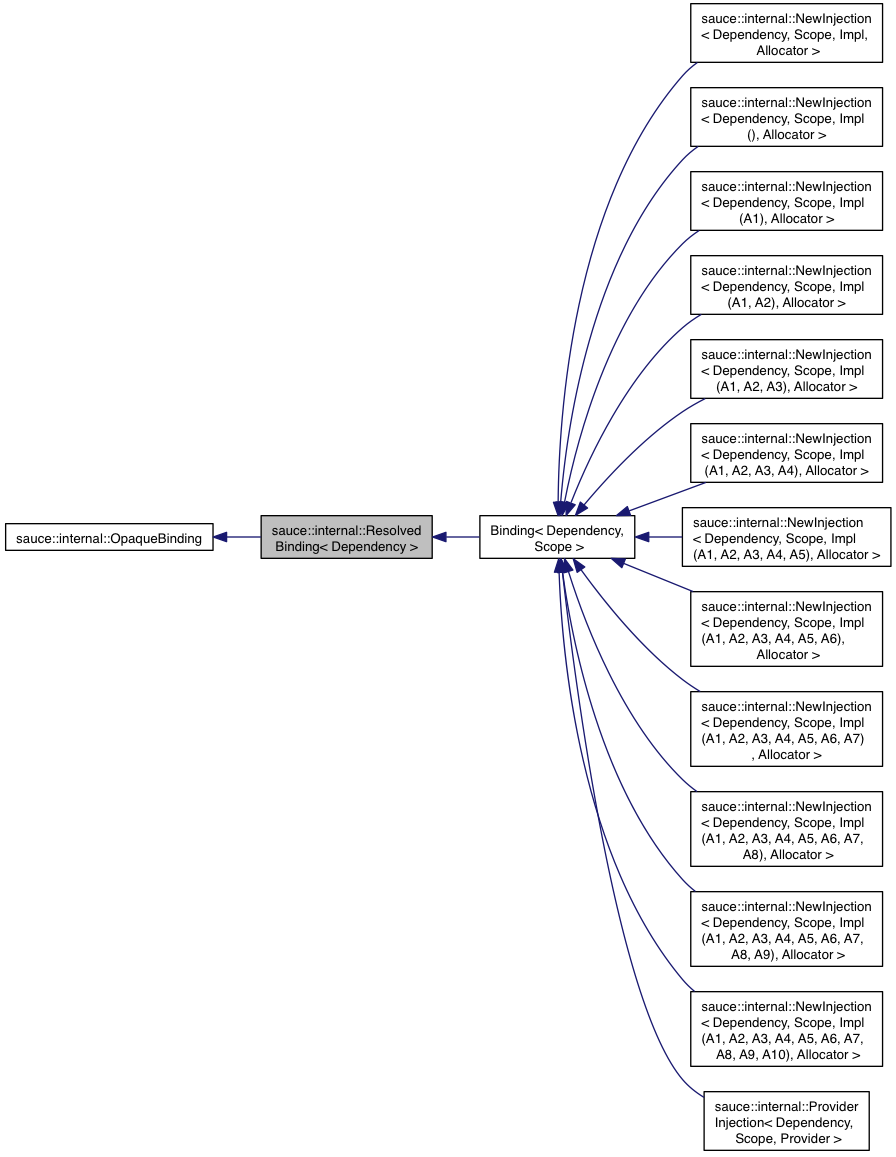 sauce::internal::NewInjection
< Dependency, Scope, Impl,
Allocator >
sauce::internal::NewInjection
< Dependency, Scope, Impl
(), Allocator >
sauce::internal::NewInjection
< Dependency, Scope, Impl
(A1), Allocator >
sauce::internal::NewInjection
< Dependency, Scope, Impl
(A1, A2), Allocator >
sauce::internal::NewInjection
< Dependency, Scope, Impl
(A1, A2, A3), Allocator >
sauce::internal::NewInjection
< Dependency, Scope, Impl
(A1, A2, A3, A4), Allocator >
sauce::internal::OpaqueBinding
sauce::internal::Resolved
Binding< Dependency >
Binding< Dependency,
Scope >
sauce::internal::NewInjection
< Dependency, Scope, Impl
(A1, A2, A3, A4, A5), Allocator >
sauce::internal::NewInjection
< Dependency, Scope, Impl
(A1, A2, A3, A4, A5, A6),
Allocator >
sauce::internal::NewInjection
< Dependency, Scope, Impl
(A1, A2, A3, A4, A5, A6, A7)
, Allocator >
sauce::internal::NewInjection
< Dependency, Scope, Impl
(A1, A2, A3, A4, A5, A6, A7,
A8), Allocator >
sauce::internal::NewInjection
< Dependency, Scope, Impl
(A1, A2, A3, A4, A5, A6, A7,
A8, A9), Allocator >
sauce::internal::NewInjection
< Dependency, Scope, Impl
(A1, A2, A3, A4, A5, A6, A7,
A8, A9, A10), Allocator >
sauce::internal::Provider
Injection< Dependency,
Scope, Provider >